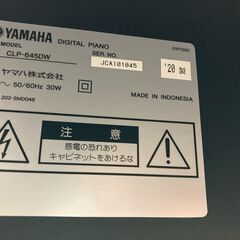 YAMAHA DIGITAL PIANO
MODEL CLP-645DW
SERIAL NO. JCAI01045
'20 製
ヤマハ株式会社
～ 50/60Hz 30W
MADE IN INDONESIA
202-SMD048
注 意
感電の恐れあり
キャビネットをあけるな